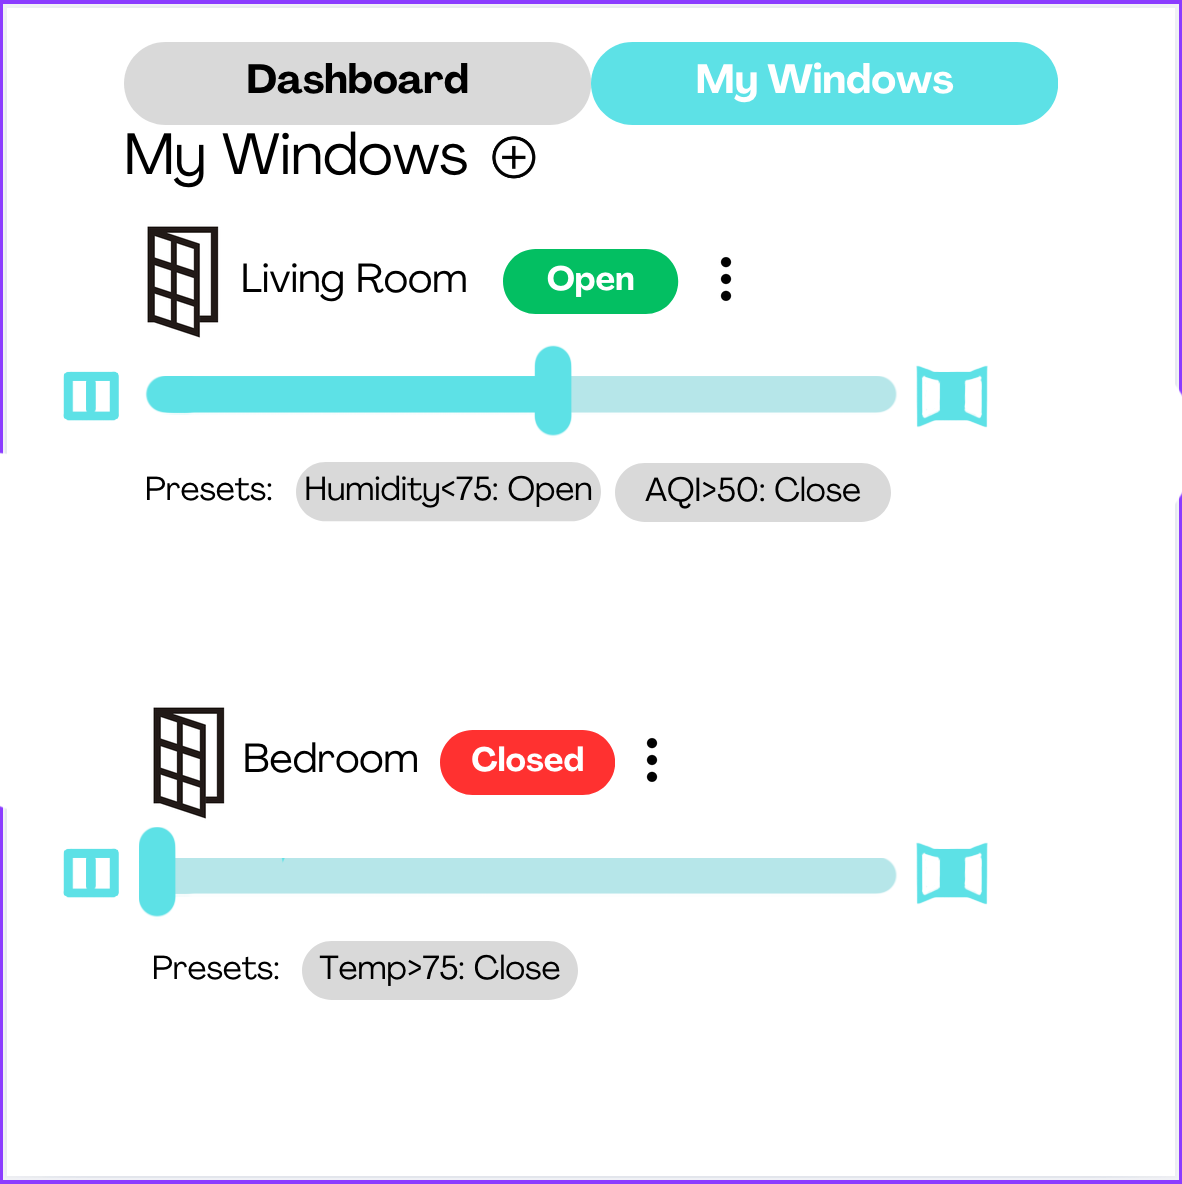 Dashboard My Windows
My Windows
Living Room Open
Presets: Humidity<75: Open AQI>50: Close
Bedroom Closed
Presets: Temp>75: Close